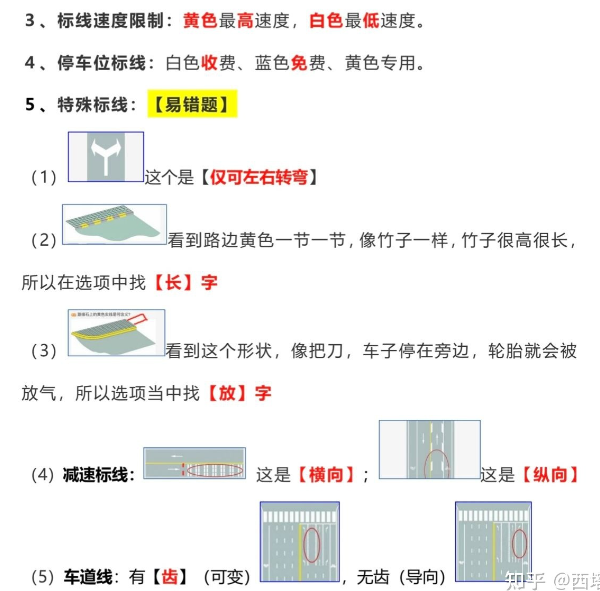 3、标线速度限制：黄色最高速度，白色最低速度。
4、停车位标线：白色收费、蓝色免费、黄色专用。
5、特殊标线：【易错题】
（1）这个是【仅可左右转弯】
（2）看到路边黄色一节一节，像竹子一样，竹子很高很长，
所以在选项中找【长】字
（3）看到这个形状，像把刀，车子停在旁边，轮胎就会被
放气，所以选项当中找【放】字
（4）减速标线：这是【横向】；这是【纵向】
（5）车道线：有【齿】（可变），无齿（导向）
知乎 @西